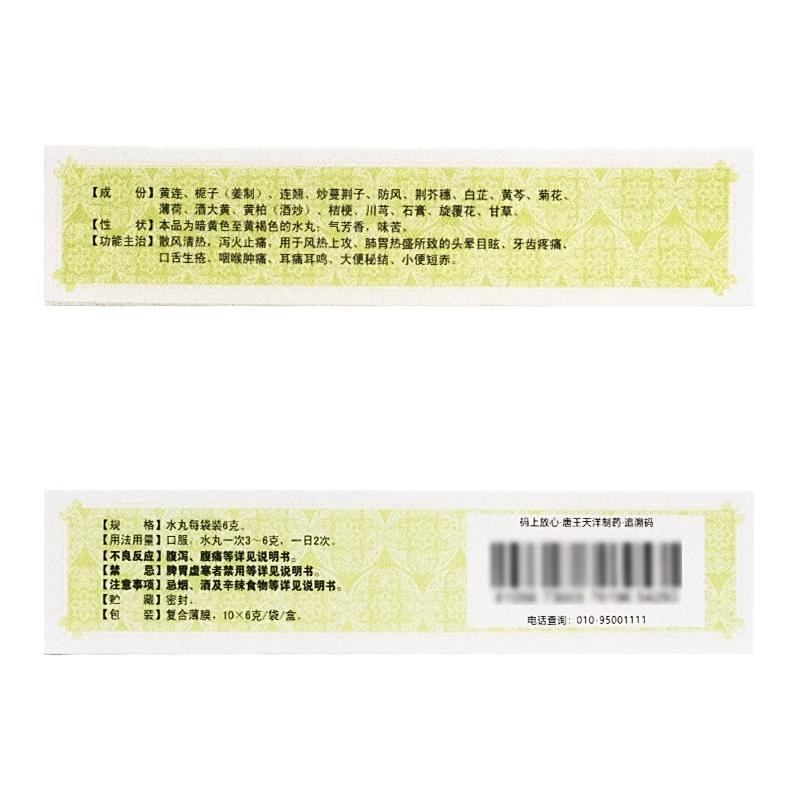 【成　份】黄连、栀子（姜制）、连翘、炒蔓荆子、防风、荆芥穗、白芷、黄芩、菊花、
薄荷、酒大黄、黄柏（酒炒）、桔梗、川芎、石膏、旋覆花、甘草。
【性　状】本品为暗黄色至黄褐色的水丸；气芳香，味苦。
【功能主治】散风清热，泻火止痛。用于风热上攻、肺胃热盛所致的头晕目眩、牙齿疼痛、
口舌生疮、咽喉肿痛、耳痛耳鸣、大便秘结、小便短赤。
【规　格】水丸每袋装6克。
【用法用量】口服。水丸一次3～6克，一日2次。
【不良反应】腹泻、腹痛等详见说明书。
【禁　忌】脾胃虚寒者禁用等详见说明书。
【注意事项】忌烟、酒及辛辣食物等详见说明书。
【贮　藏】密封。
【包　装】复合薄膜，10×6克/袋/盒。
码上放心·唐王天洋制药·追溯码
电话查询：010-95001111